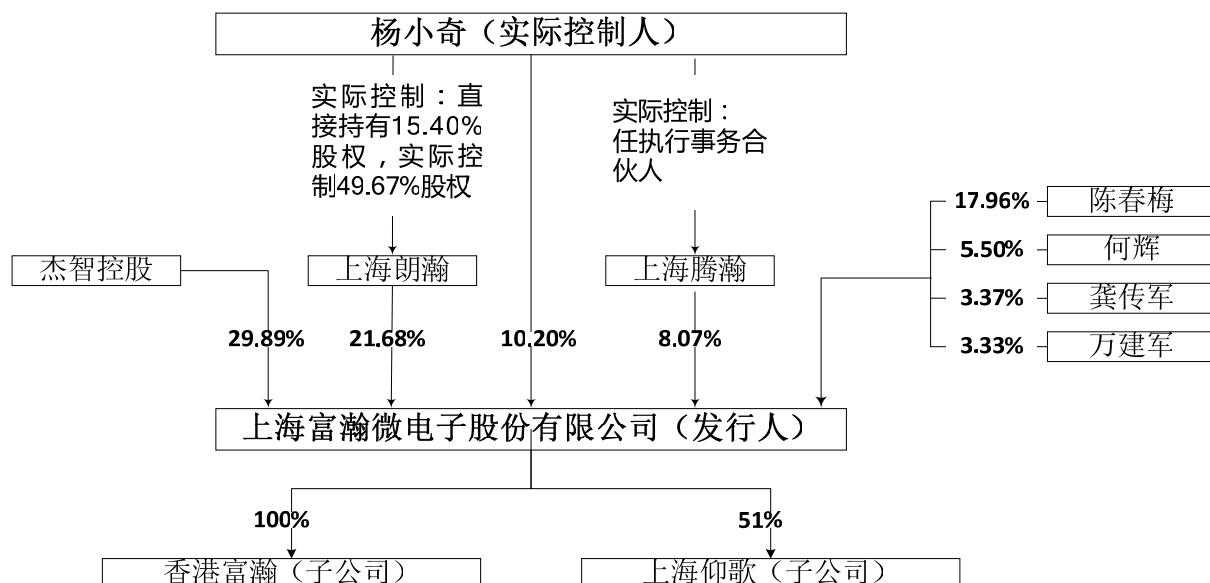 杨小奇（实际控制人）
实际控制：直
接持有15.40%
股权，实际控
制49.67%股权
实际控制：
任执行事务合
伙人
17.96%
陈春梅
5.50%
何辉
3.37%
龚传军
3.33%
万建军
杰智控股
上海朗瀚
上海腾瀚
29.89%
21.68%
10.20%
8.07%
上海富瀚微电子股份有限公司（发行人）
100%
51%
香港富瀚（子公司）
上海仰歌（子公司）